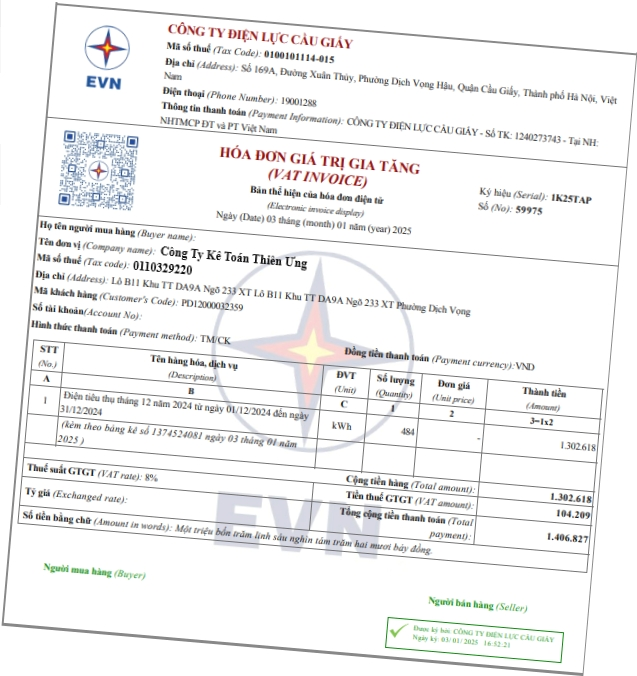 EVN
CÔNG TY ĐIỆN LỰC CẦU GIẤY
Mã số thuế (Tax Code): 0100101114-015
Địa chỉ (Address): Số 169A, Đường Xuân Thủy, Phường Dịch Vọng Hậu, Quận Cầu Giấy, Thành phố Hà Nội, Việt
Nam
Điện thoại (Phone Number): 19001288
Thông tin thanh toán (Payment Information): CÔNG TY ĐIỆN LỰC CẦU GIẤY - Số TK: 1240273743 - Tại NH:
NHTMCP ĐT và PT Việt Nam
HÓA ĐƠN GIÁ TRỊ GIA TĂNG
(VAT INVOICE)
Bản thể hiện của hóa đơn điện tử
(Electronic invoice display)
Ngày (Date) 03 tháng (month) 01 năm (year) 2025
Ký hiệu (Serial): 1K25TAP
Số (No): 59975
Họ tên người mua hàng (Buyer name):
Tên đơn vị (Company name): Công Ty Kế Toán Thiên Ưng
Mã số thuế (Tax code): 0110329220
Địa chỉ (Address): Lô B11 Khu TT DA9A Ngõ 233 XT Lô B11 Khu TT DA9A Ngõ 233 XT Phường Dịch Vọng
Mã khách hàng (Customer's Code): PD12000032359
Số tài khoản(Account No):
Hình thức thanh toán (Payment method): TM/CK
Đồng tiền thanh toán (Payment currency):VND
STT (No.) Tên hàng hóa, dịch vụ (Description) ĐVT (Unit) Số lượng (Quantity) Đơn giá (Unit price) Thành tiền (Amount)
A B C 1 2 3=1x2
1 Điện tiêu thụ tháng 12 năm 2024 từ ngày 01/12/2024 đến ngày
31/12/2024 kWh 484 - 1.302.618
(kèm theo bảng kê số 1374524081 ngày 03 tháng 01 năm
2025 )
Cộng tiền hàng (Total amount): 1.302.618
Thuế suất GTGT (VAT rate): 8% Tiền thuế GTGT (VAT amount): 104.209
Tỷ giá (Exchanged rate): Tổng cộng tiền thanh toán (Total
payment): 1.406.827
Số tiền bằng chữ (Amount in words): Một triệu bốn trăm linh sáu nghìn tám trăm hai mươi bảy đồng.
EVN
Người mua hàng (Buyer)
Người bán hàng (Seller)
Được ký bởi: CÔNG TY ĐIỆN LỰC CẦU GIẤY
Ngày ký: 03/01/2025 16:52:21